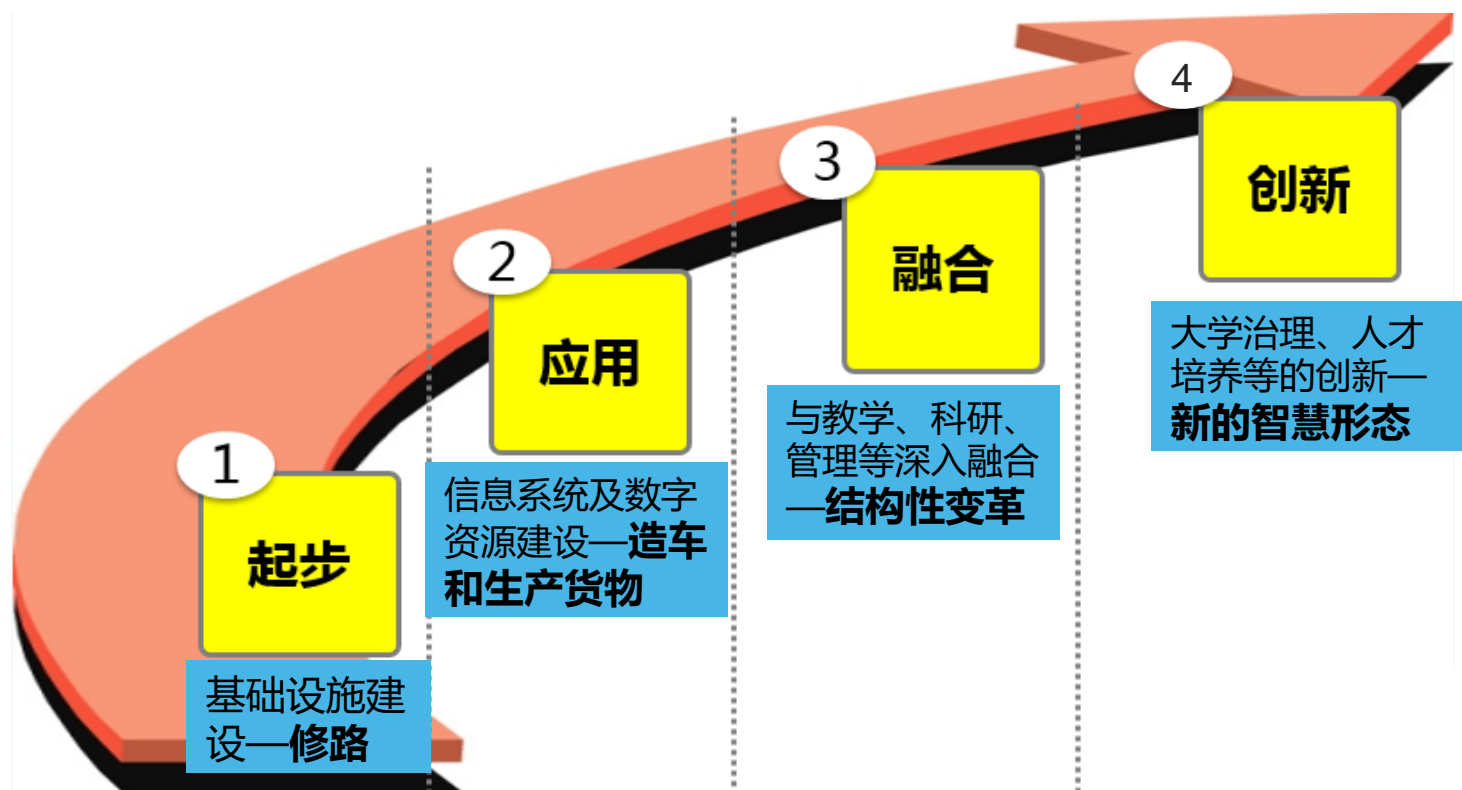 1
起步
基础设施建
设—修路
2
应用
信息系统及数字
资源建设—造车
和生产货物
3
融合
与教学、科研、
管理等深入融合
—结构性变革
4
创新
大学治理、人才
培养等的创新—
新的智慧形态